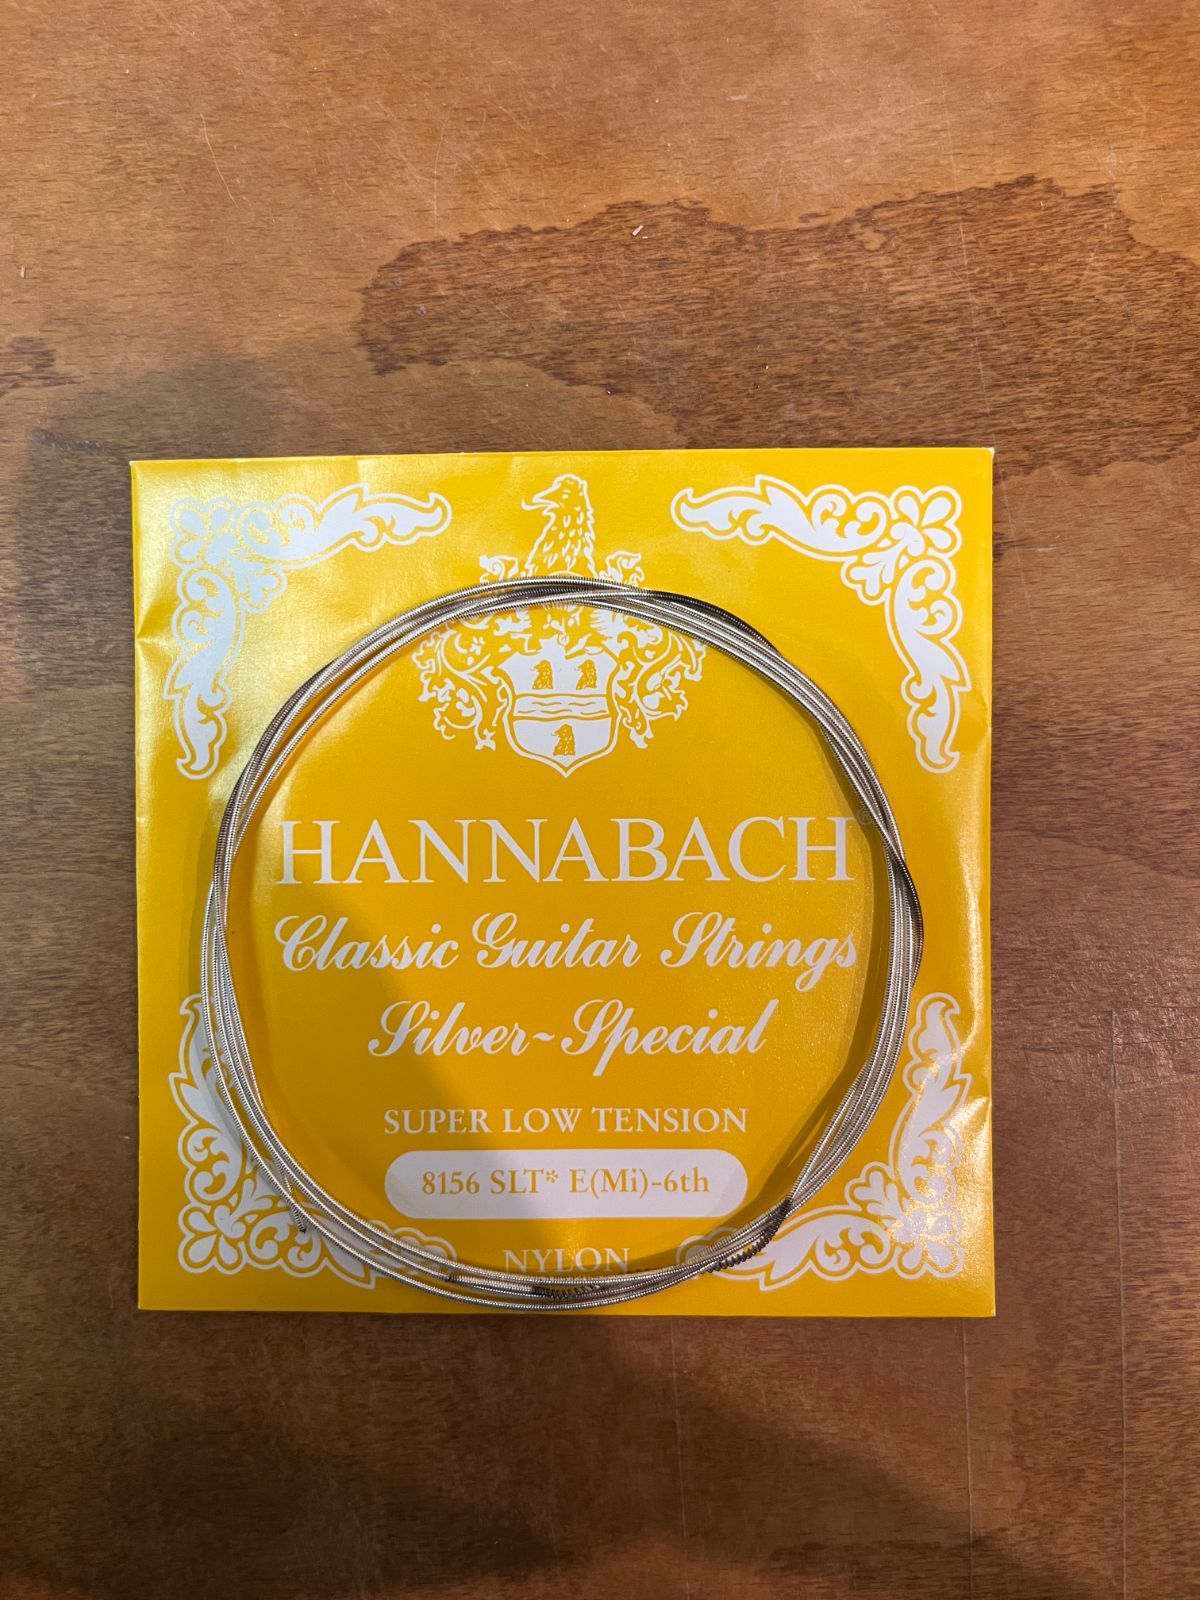 HANNABACH®
Classic Guitar Strings
Silver~Special
SUPER LOW TENSION
8156 SLT* E(Mi)-6th
NYLON